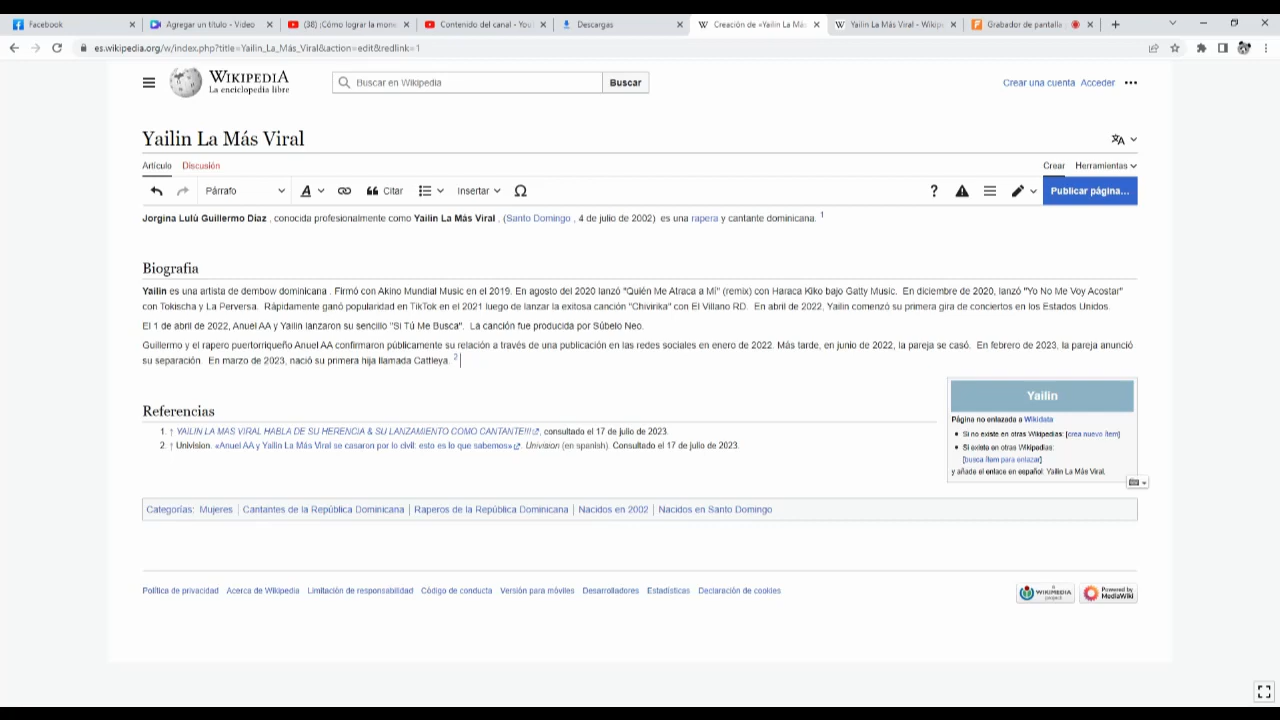 Facebook
Agregar un título - Video
(38) ¡Cómo lograr la mone
Contenido del canal - You
Descargas
Creación de «Yailin La Más
Yailin La Más Viral - Wikip
Grabador de pantalla
es.wikipedia.org/w/index.php?title=Yailin_La_Más_Viral&action=edit&redlink=1
WIKIPEDIA
La enciclopedia libre
Buscar en Wikipedia
Buscar
Crear una cuenta Acceder
Yailin La Más Viral
Artículo Discusión
Crear Herramientas
Párrafo
A
Citar
Insertar
Ω
?
Publicar página...
Jorgina Lulú Guillermo Díaz , conocida profesionalmente como Yailin La Más Viral , (Santo Domingo , 4 de julio de 2002) es una rapera y cantante dominicana. 1
Biografia
Yailin es una artista de dembow dominicana . Firmó con Akino Mundial Music en el 2019. En agosto del 2020 lanzó "Quién Me Atraca a Mí" (remix) con Haraca Kiko bajo Gatty Music. En diciembre de 2020, lanzó "Yo No Me Voy Acostar"
con Tokischa y La Perversa. Rápidamente ganó popularidad en TikTok en el 2021 luego de lanzar la exitosa canción "Chivirika" con El Villano RD. En abril de 2022, Yailin comenzó su primera gira de conciertos en los Estados Unidos.
El 1 de abril de 2022, Anuel AA y Yailin lanzaron su sencillo "Si Tú Me Busca". La canción fue producida por Súbelo Neo.
Guillermo y el rapero puertorriqueño Anuel AA confirmaron públicamente su relación a través de una publicación en las redes sociales en enero de 2022. Más tarde, en junio de 2022, la pareja se casó. En febrero de 2023, la pareja anunció
su separación. En marzo de 2023, nació su primera hija llamada Cattleya. 2
Yailin
Página no enlazada a Wikidata
Si no existe en otras Wikipedias: [crea nuevo ítem]
Si existe en otras Wikipedias:
[busca ítem para enlazar]
y añade el enlace en español: Yailin La Más Viral.
Referencias
1. ↑ YAILIN LA MAS VIRAL HABLA DE SU HERENCIA & SU LANZAMIENTO COMO CANTANTE!!!, consultado el 17 de julio de 2023.
2. ↑ Univision. «Anuel AA y Yailin La Más Viral se casaron por lo civil: esto es lo que sabemos». Univision (en spanish). Consultado el 17 de julio de 2023.
Categorías: Mujeres | Cantantes de la República Dominicana | Raperos de la República Dominicana | Nacidos en 2002 | Nacidos en Santo Domingo
Política de privacidad Acerca de Wikipedia Limitación de responsabilidad Código de conducta Versión para móviles Desarrolladores Estadísticas Declaración de cookies
A WIKIMEDIA project
Powered by MediaWiki